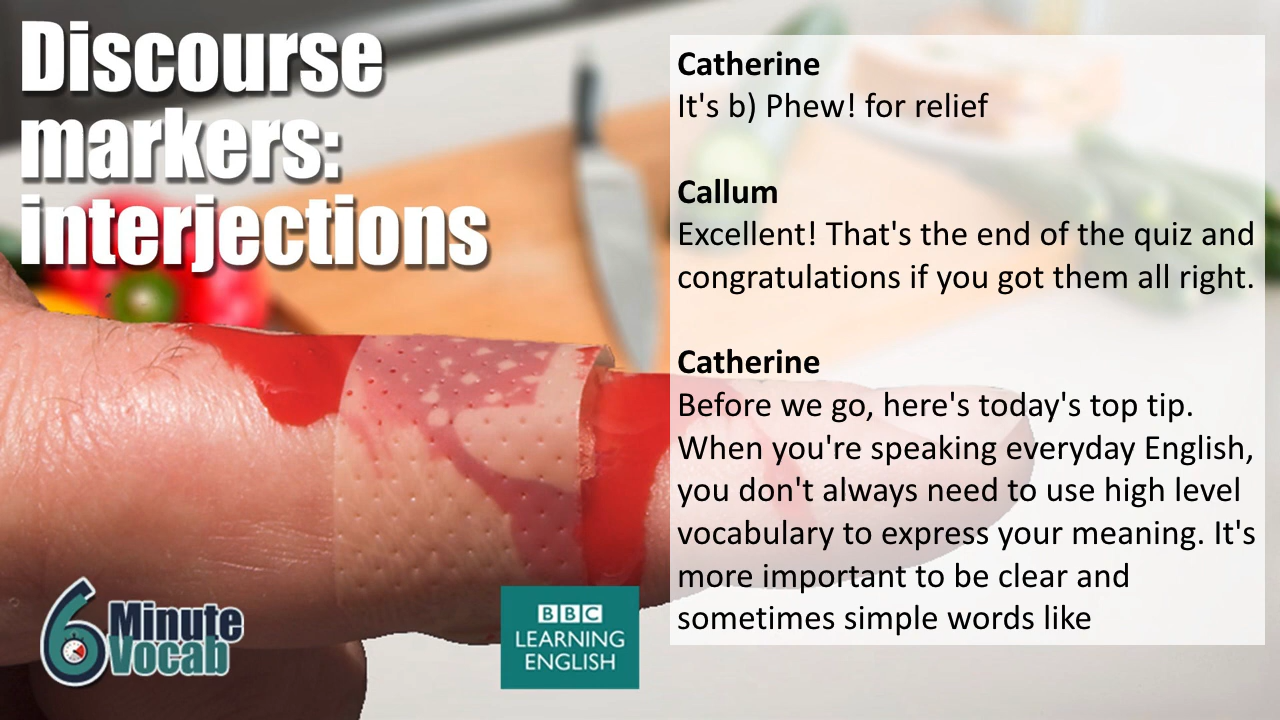 Discourse
markers:
interjections
Catherine
It's b) Phew! for relief
Callum
Excellent! That's the end of the quiz and
congratulations if you got them all right.
Catherine
Before we go, here's today's top tip.
When you're speaking everyday English,
you don't always need to use high level
vocabulary to express your meaning. It's
more important to be clear and
sometimes simple words like
6 Minute
Vocab
BBC
LEARNING
ENGLISH